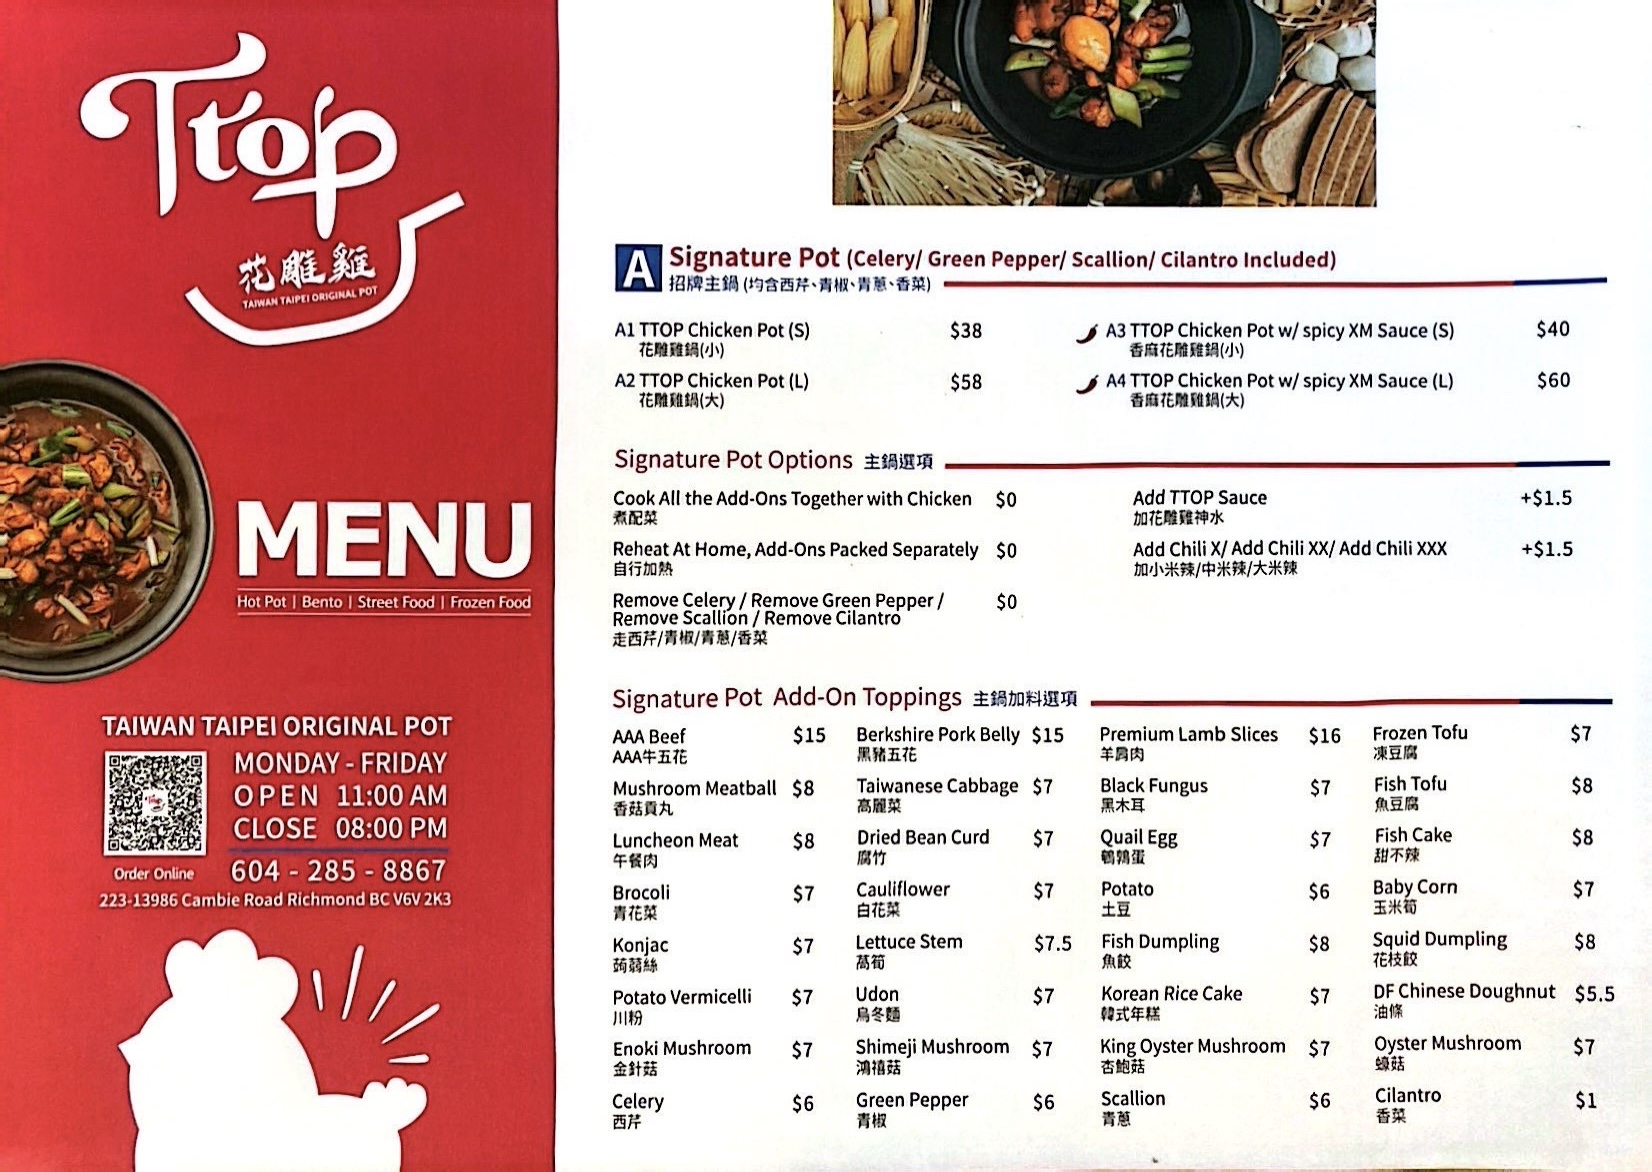 Ttop
花雕雞
TAIWAN TAIPEI ORIGINAL POT
MENU
Hot Pot | Bento | Street Food | Frozen Food
TAIWAN TAIPEI ORIGINAL POT
MONDAY - FRIDAY
OPEN 11:00 AM
CLOSE 08:00 PM
Order Online
604 - 285 - 8867
223-13986 Cambie Road Richmond BC V6V 2K3
A Signature Pot (Celery/ Green Pepper/ Scallion/ Cilantro Included)
招牌主鍋 (均含西芹、青椒、青蔥、香菜)
A1 TTOP Chicken Pot (S) $38
花雕雞鍋(小)
A2 TTOP Chicken Pot (L) $58
花雕雞鍋(大)
A3 TTOP Chicken Pot w/ spicy XM Sauce (S) $40
香麻花雕雞鍋(小)
A4 TTOP Chicken Pot w/ spicy XM Sauce (L) $60
香麻花雕雞鍋(大)
Signature Pot Options 主鍋選項
Cook All the Add-Ons Together with Chicken $0
煮配菜
Reheat At Home, Add-Ons Packed Separately $0
自行加熱
Remove Celery / Remove Green Pepper / $0
Remove Scallion / Remove Cilantro
走西芹/青椒/青蔥/香菜
Add TTOP Sauce +$1.5
加花雕雞神水
Add Chili X/ Add Chili XX/ Add Chili XXX +$1.5
加小米辣/中米辣/大米辣
Signature Pot Add-On Toppings 主鍋加料選項
AAA Beef $15 Berkshire Pork Belly $15 Premium Lamb Slices $16 Frozen Tofu $7
AAA牛五花 黑豬五花 羊肩肉 凍豆腐
Mushroom Meatball $8 Taiwanese Cabbage $7 Black Fungus $7 Fish Tofu $8
香菇貢丸 高麗菜 黑木耳 魚豆腐
Luncheon Meat $8 Dried Bean Curd $7 Quail Egg $7 Fish Cake $8
午餐肉 腐竹 鵪鶉蛋 甜不辣
Brocoli $7 Cauliflower $7 Potato $6 Baby Corn $7
青花菜 白花菜 土豆 玉米筍
Konjac $7 Lettuce Stem $7.5 Fish Dumpling $8 Squid Dumpling $8
蒟蒻絲 萵筍 魚餃 花枝餃
Potato Vermicelli $7 Udon $7 Korean Rice Cake $7 DF Chinese Doughnut $5.5
川粉 烏冬麵 韓式年糕 油條
Enoki Mushroom $7 Shimeji Mushroom $7 King Oyster Mushroom $7 Oyster Mushroom $7
金針菇 鴻禧菇 杏鮑菇 蠔菇
Celery $6 Green Pepper $6 Scallion $6 Cilantro $1
西芹 青椒 青蔥 香菜